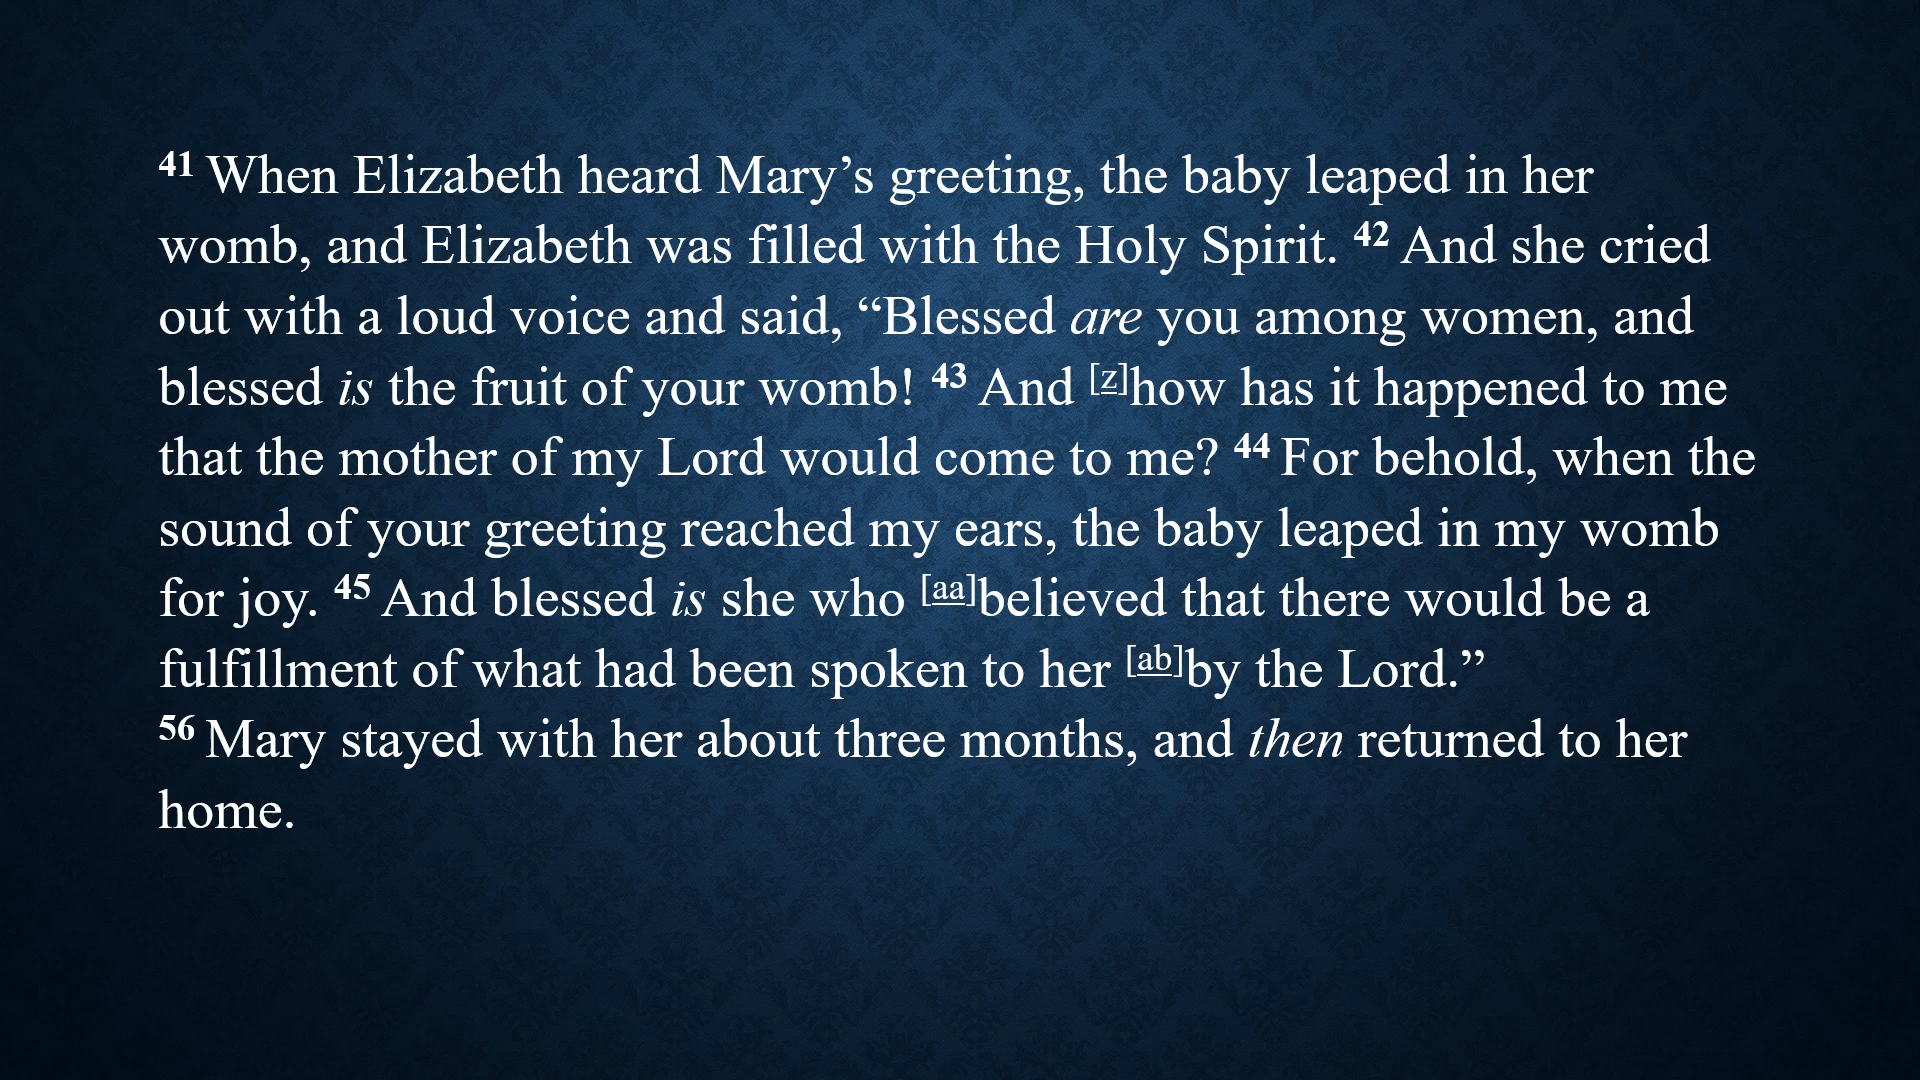 41 When Elizabeth heard Mary’s greeting, the baby leaped in her
womb, and Elizabeth was filled with the Holy Spirit. 42 And she cried
out with a loud voice and said, “Blessed are you among women, and
blessed is the fruit of your womb! 43 And [z]how has it happened to me
that the mother of my Lord would come to me? 44 For behold, when the
sound of your greeting reached my ears, the baby leaped in my womb
for joy. 45 And blessed is she who [aa]believed that there would be a
fulfillment of what had been spoken to her [ab]by the Lord.”
56 Mary stayed with her about three months, and then returned to her
home.